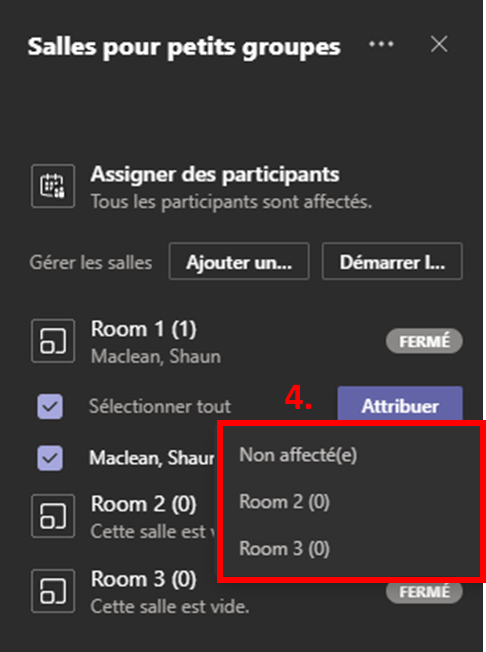 Salles pour petits groupes
Assigner des participants
Tous les participants sont affectés.
Gérer les salles Ajouter un... Démarrer l...
Room 1 (1) FERMÉ
Maclean, Shaun
4.
Sélectionner tout Attribuer
Maclean, Shaun
Non affecté(e)
Room 2 (0)
Room 3 (0)
Room 2 (0)
Cette salle est
Room 3 (0) FERMÉ
Cette salle est vide.